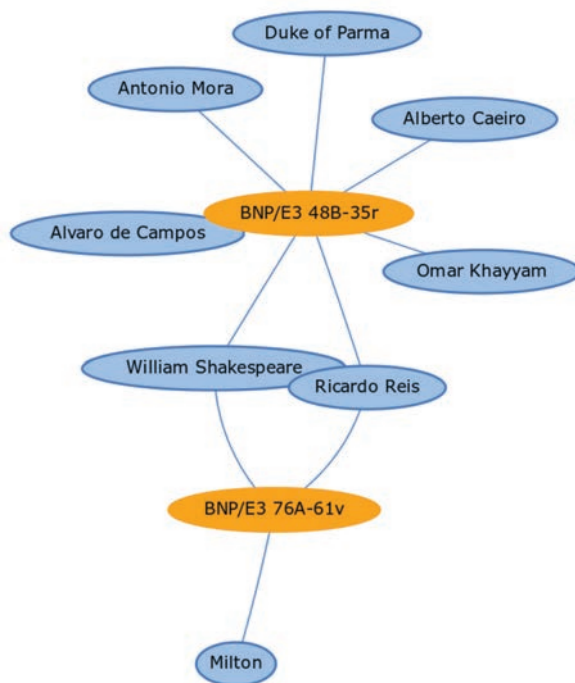 Duke of Parma
Antonio Mora
Alberto Caeiro
BNP/E3 48B-35r
Alvaro de Campos
Omar Khayyam
William Shakespeare
Ricardo Reis
BNP/E3 76A-61v
Milton